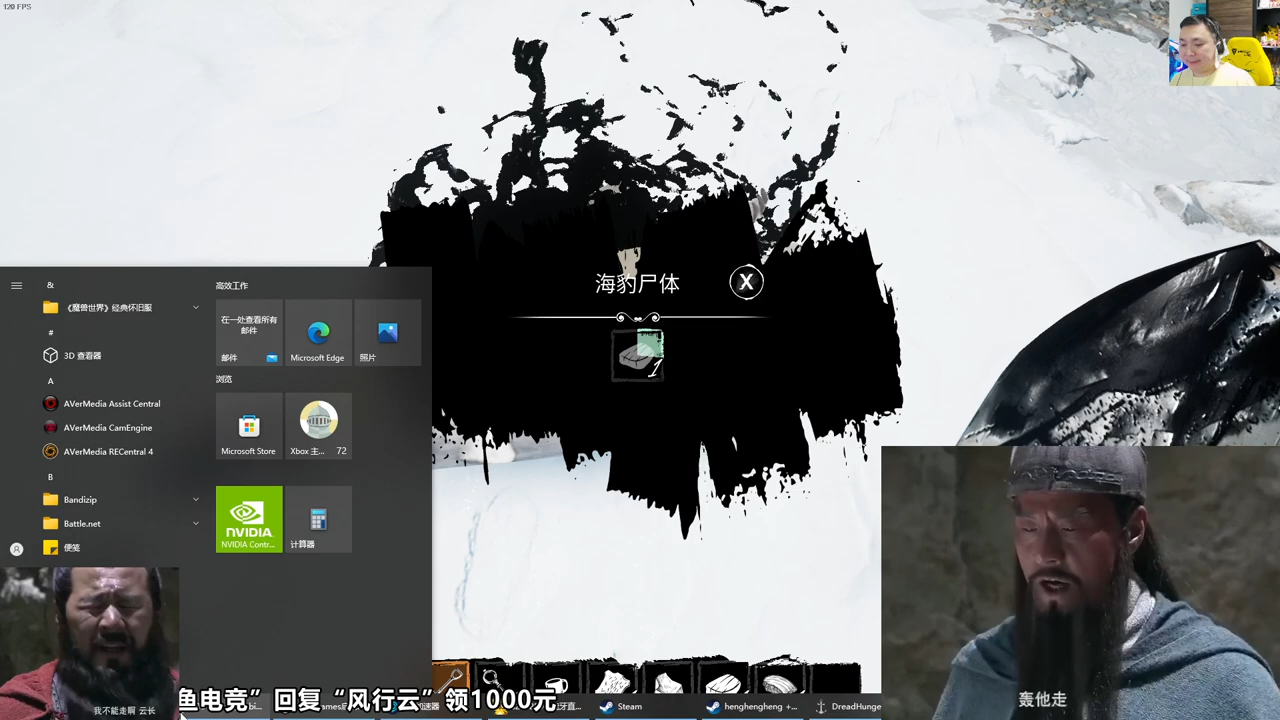 120 FPS
海豹尸体
X
1
&
《魔兽世界》经典怀旧服
#
3D 查看器
A
AVerMedia Assist Central
AVerMedia CamEngine
AVerMedia RECentral 4
B
Bandizip
Battle.net
便笺
高效工作
在一处查看所有邮件
邮件
Microsoft Edge
照片
浏览
Microsoft Store
Xbox 主...
72
NVIDIA
NVIDIA Contr...
计算器
轰他走
我不能走啊 云长
鱼电竞”回复“风行云”领1000元
Steam
henghengheng +...
DreadHunge